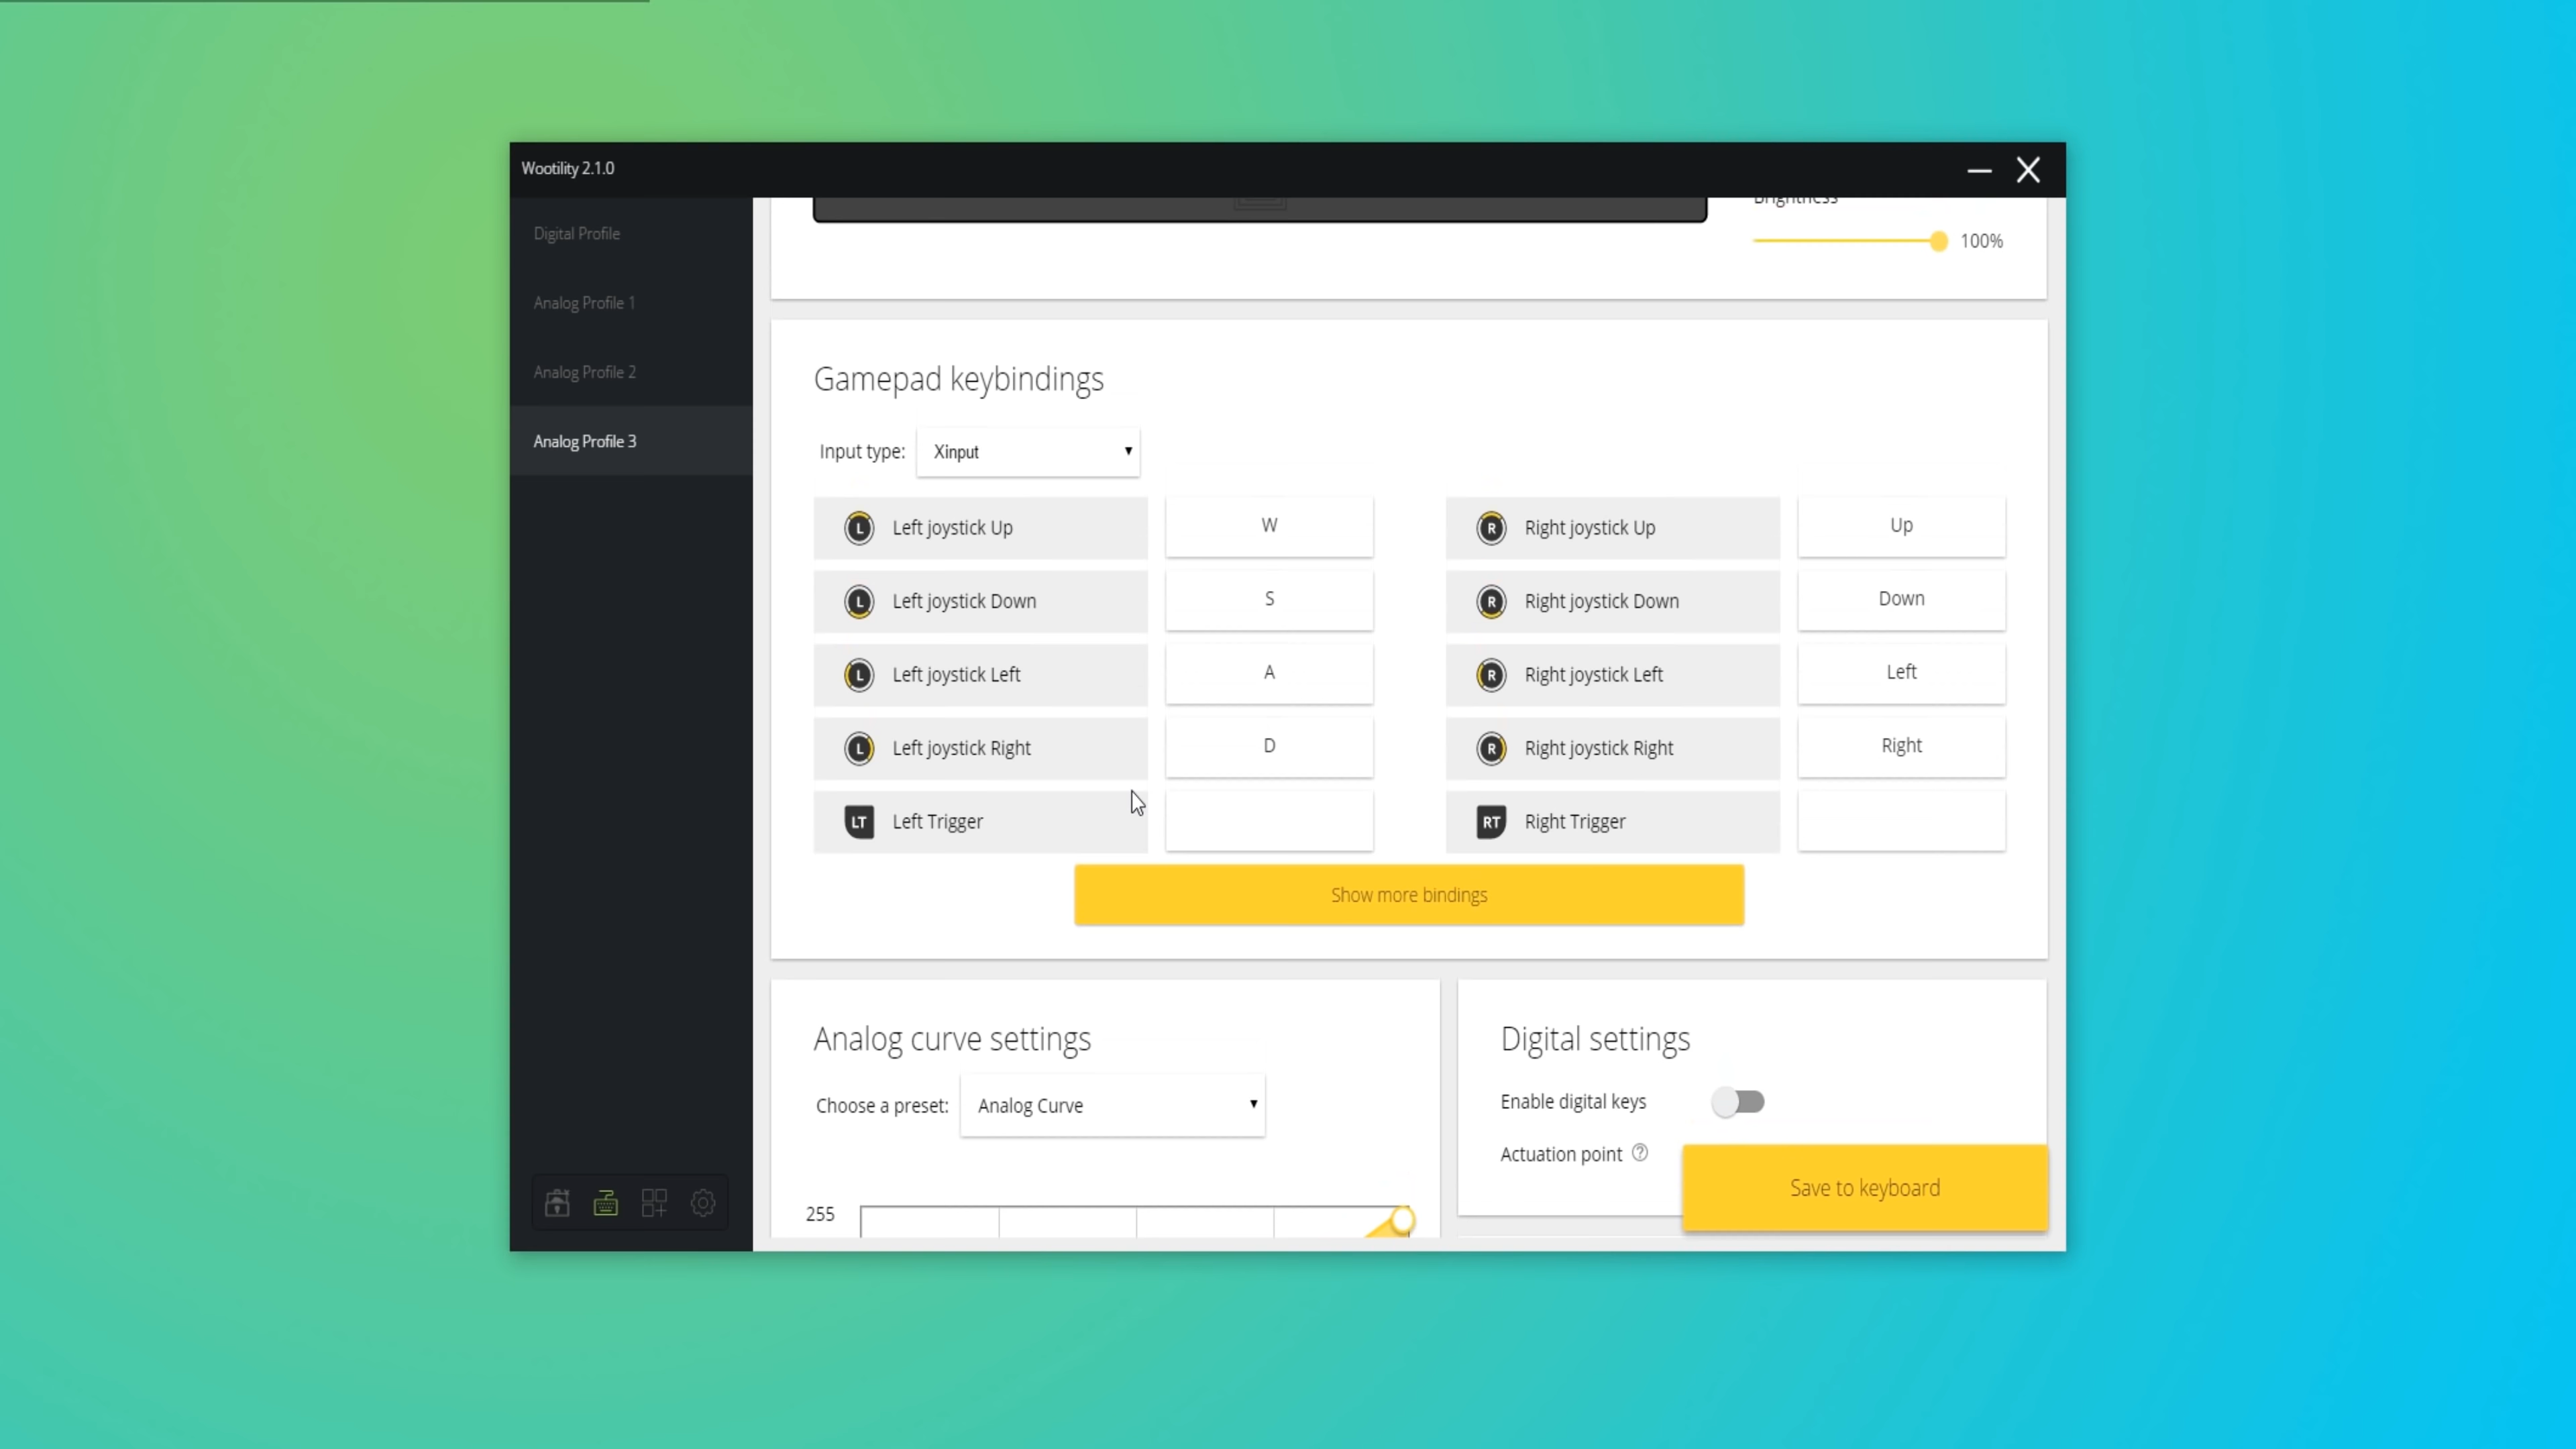 Wootility 2.1.0
Digital Profile
Analog Profile 1
Analog Profile 2
Analog Profile 3
Brightness
100%
Gamepad keybindings
Input type: Xinput
L Left joystick Up W
R Right joystick Up Up
L Left joystick Down S
R Right joystick Down Down
L Left joystick Left A
R Right joystick Left Left
L Left joystick Right D
R Right joystick Right Right
LT Left Trigger
RT Right Trigger
Show more bindings
Analog curve settings
Choose a preset: Analog Curve
255
Digital settings
Enable digital keys
Actuation point ?
Save to keyboard